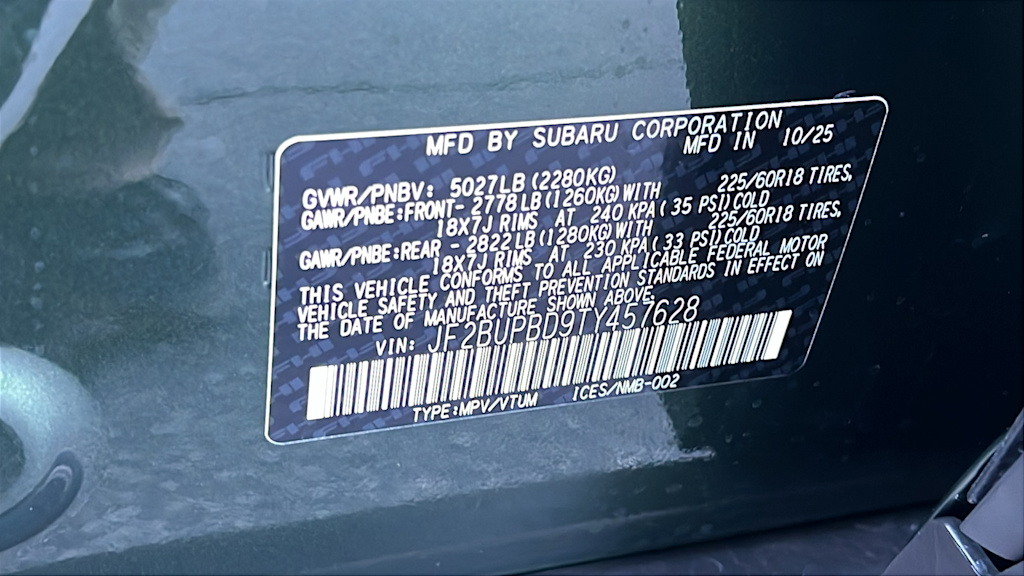 MFD BY SUBARU CORPORATION
MFD IN 10/25
GVWR/PNBV: 5027LB (2280KG)
GAWR/PNBE:FRONT- 2778LB (1260KG) WITH 225/60R18 TIRES,
18x7J RIMS AT 240 KPA ( 35 PSI) COLD
GAWR/PNBE:REAR - 2822LB (1280KG) WITH 225/60R18 TIRES,
18X7J RIMS AT 230 KPA ( 33 PSI) COLD
THIS VEHICLE CONFORMS TO ALL APPLICABLE FEDERAL MOTOR
VEHICLE SAFETY AND THEFT PREVENTION STANDARDS IN EFFECT ON
THE DATE OF MANUFACTURE SHOWN ABOVE.
VIN: JF2BUPBD9TY457628
TYPE:MPV/VTUM ICES/NMB-002